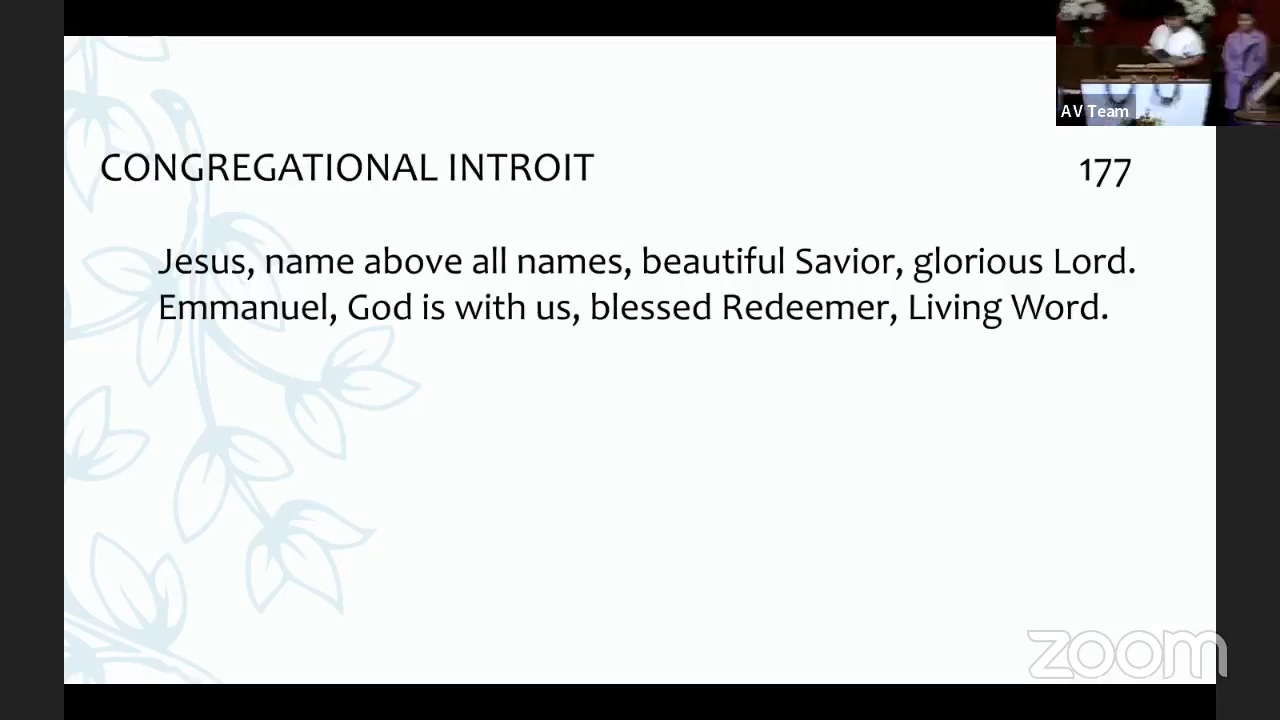 AV Team
CONGREGATIONAL INTROIT 177
Jesus, name above all names, beautiful Savior, glorious Lord.
Emmanuel, God is with us, blessed Redeemer, Living Word.
zoom